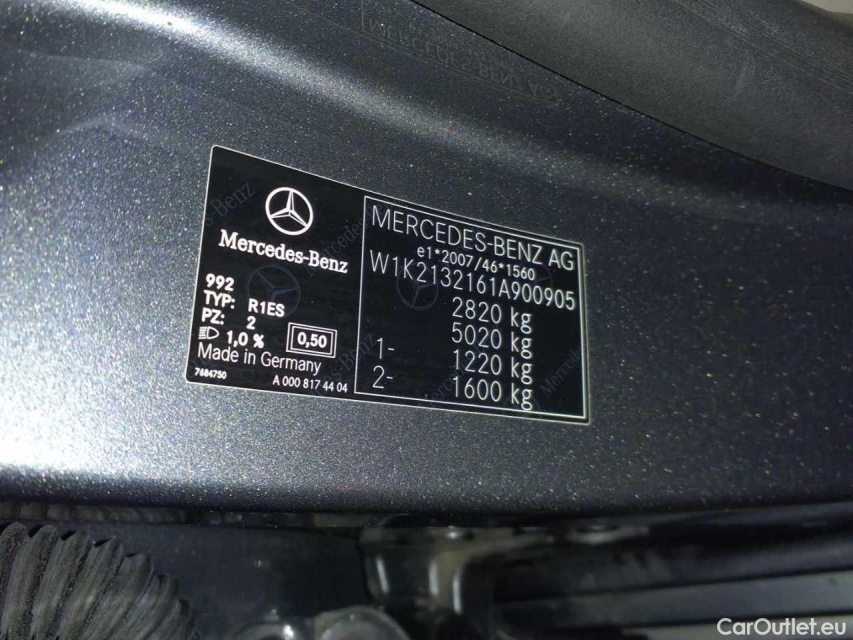 Mercedes-Benz
992
TYP: R1ES
PZ: 2
1,0 % 0,50
Made in Germany
7684750 A 000 817 44 04
MERCEDES-BENZ AG
e1*2007/46*1560
W1K2132161A900905
2820 kg
5020 kg
1- 1220 kg
2- 1600 kg
CarOutlet.eu